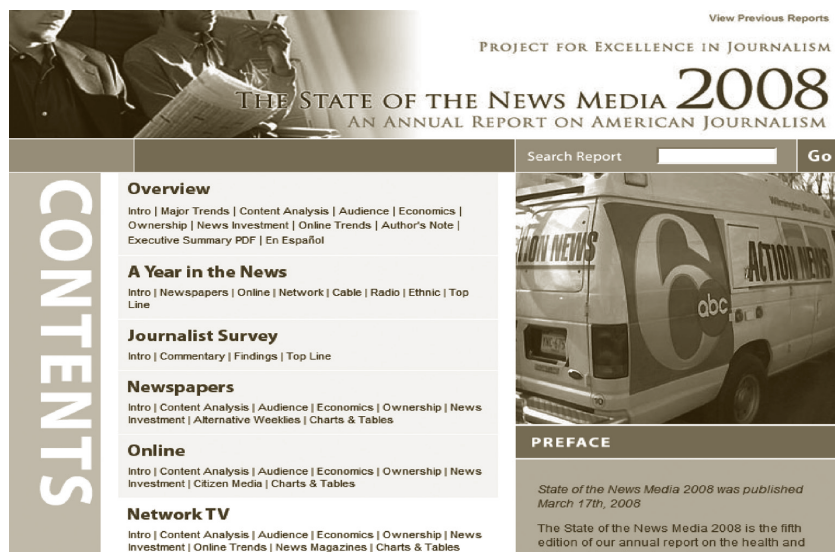 View Previous Reports
PROJECT FOR EXCELLENCE IN JOURNALISM
THE STATE OF THE NEWS MEDIA 2008
AN ANNUAL REPORT ON AMERICAN JOURNALISM
Search Report Go
CONTENTS
Overview
Intro | Major Trends | Content Analysis | Audience | Economics |
Ownership | News Investment | Online Trends | Author's Note |
Executive Summary PDF | En Español
A Year in the News
Intro | Newspapers | Online | Network | Cable | Radio | Ethnic | Top
Line
Journalist Survey
Intro | Commentary | Findings | Top Line
Newspapers
Intro | Content Analysis | Audience | Economics | Ownership | News
Investment | Alternative Weeklies | Charts & Tables
Online
Intro | Content Analysis | Audience | Economics | Ownership | News
Investment | Citizen Media | Charts & Tables
Network TV
Intro | Content Analysis | Audience | Economics | Ownership | News
Investment | Online Trends | News Magazines | Charts & Tables
Wilmington Bureau
ION NEWS
6
abc
ACTION NEWS
PREFACE
State of the News Media 2008 was published
March 17th, 2008
The State of the News Media 2008 is the fifth
edition of our annual report on the health and